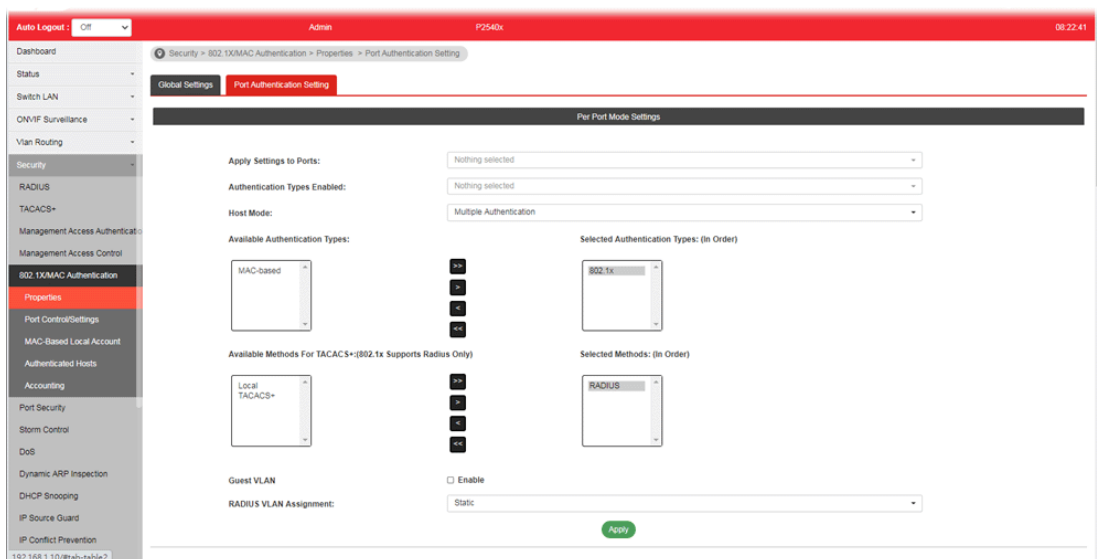 Auto Logout : Off Admin P2540x 08:22:41
Dashboard
Status
Switch LAN
ONVIF Surveillance
Vlan Routing
Security
RADIUS
TACACS+
Management Access Authenticatio
Management Access Control
802.1X/MAC Authentication
Properties
Port Control/Settings
MAC-Based Local Account
Authenticated Hosts
Accounting
Port Security
Storm Control
DoS
Dynamic ARP Inspection
DHCP Snooping
IP Source Guard
IP Conflict Prevention
192.168.1.10/#tab-table2
Security > 802.1X/MAC Authentication > Properties > Port Authentication Setting
Global Settings Port Authentication Setting
Per Port Mode Settings
Apply Settings to Ports: Nothing selected
Authentication Types Enabled: Nothing selected
Host Mode: Multiple Authentication
Available Authentication Types: Selected Authentication Types: (In Order)
MAC-based >> 802.1x
>
<
<<
Available Methods For TACACS+:(802.1x Supports Radius Only) Selected Methods: (In Order)
Local >> RADIUS
TACACS+ >
<
<<
Guest VLAN Enable
RADIUS VLAN Assignment: Static
Apply